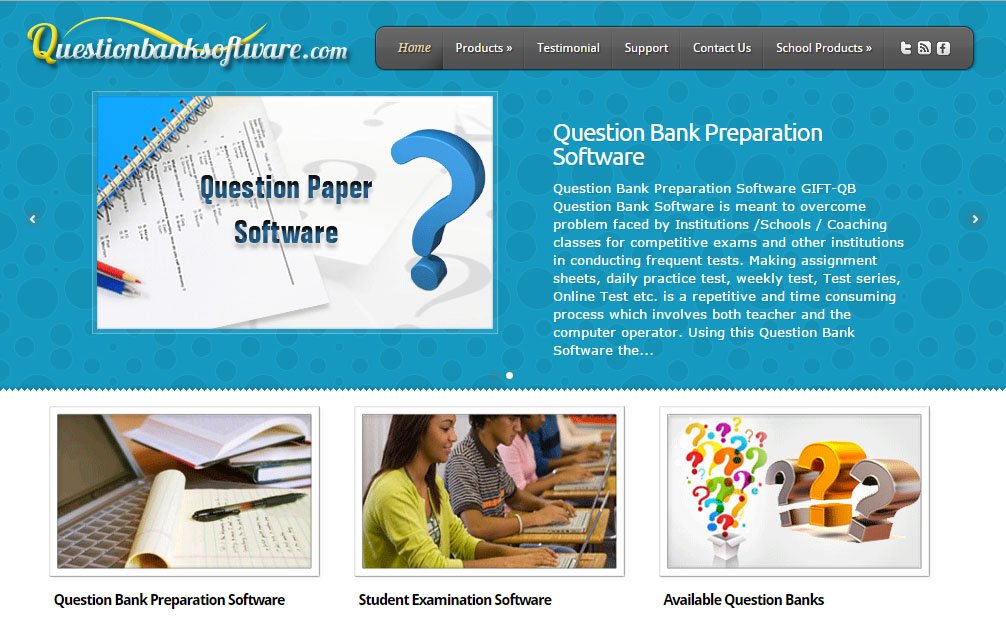 Questionbanksoftware.com
Home
Products »
Testimonial
Support
Contact Us
School Products »
Question Paper
Software
Question Bank Preparation
Software
Question Bank Preparation Software GIFT-QB
Question Bank Software is meant to overcome
problem faced by Institutions /Schools / Coaching
classes for competitive exams and other institutions
in conducting frequent tests. Making assignment
sheets, daily practice test, weekly test, Test series,
Online Test etc. is a repetitive and time consuming
process which involves both teacher and the
computer operator. Using this Question Bank
Software the...
Question Bank Preparation Software
Student Examination Software
Available Question Banks